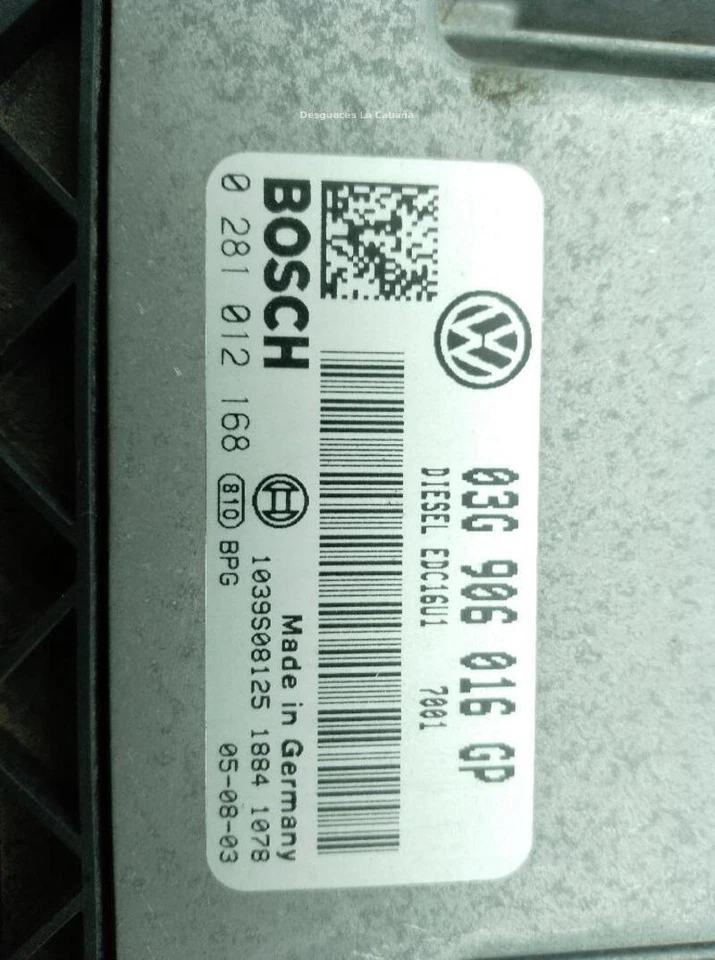 Desguaces La Cabaña
03G 906 016 GP
DIESEL EDC16U1 7001
BOSCH
Made in Germany
0 281 012 168
1039S08125 1884 1078
810 BPG
05-08-03